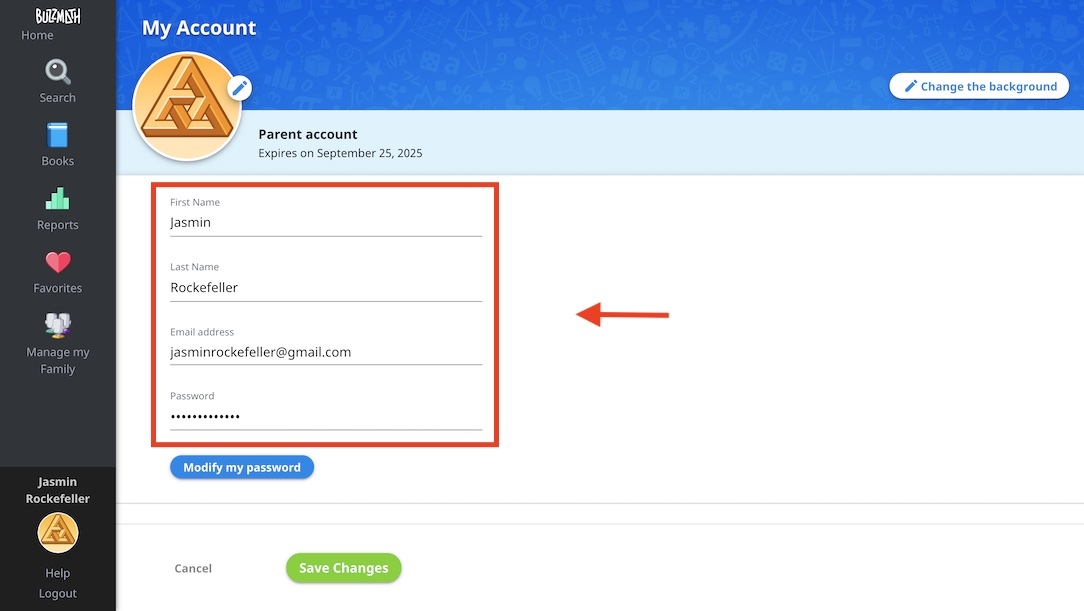 BUZZMATH
Home
Search
Books
Reports
Favorites
Manage my
Family
Jasmin
Rockefeller
Help
Logout
My Account
Change the background
Parent account
Expires on September 25, 2025
First Name
Jasmin
Last Name
Rockefeller
Email address
jasminrockefeller@gmail.com
Password
•••••••••••••
Modify my password
Cancel
Save Changes